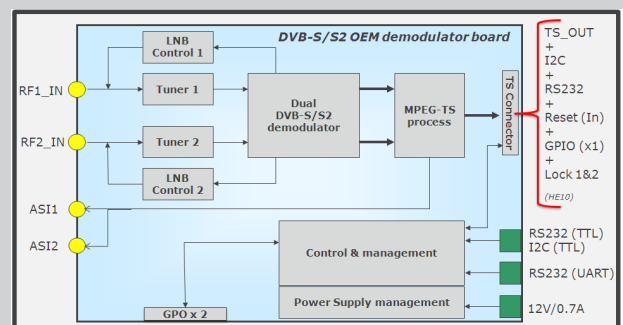 DVB-S/S2 OEM demodulator board
LNB
Control 1
RF1_IN
Tuner 1
Dual
DVB-S/S2
demodulator
MPEG-TS
process
TS Connector
RF2_IN
Tuner 2
LNB
Control 2
ASI1
ASI2
TS_OUT
+
I2C
+
RS232
+
Reset (In)
+
GPIO (x1)
+
Lock 1&2
(HE10)
Control & management
RS232 (TTL)
I2C (TTL)
RS232 (UART)
Power Supply management
12V/0.7A
GPO x 2